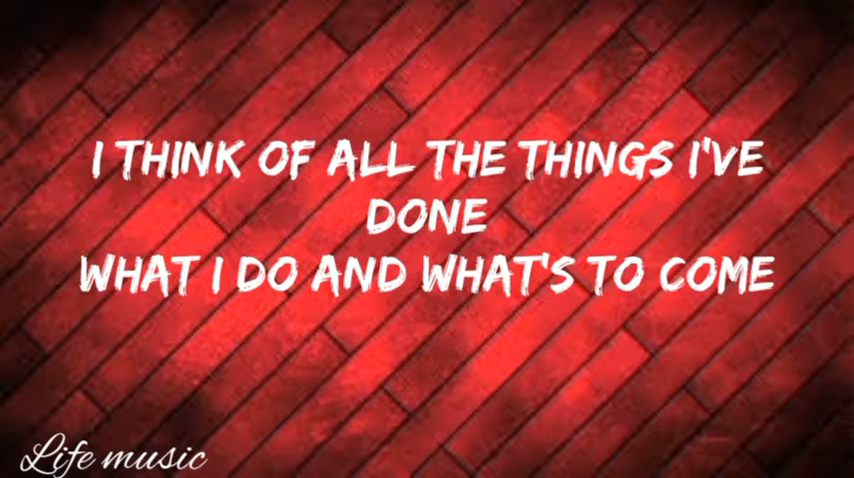 I THINK OF ALL THE THINGS I'VE
DONE
WHAT I DO AND WHAT'S TO COME
Life music